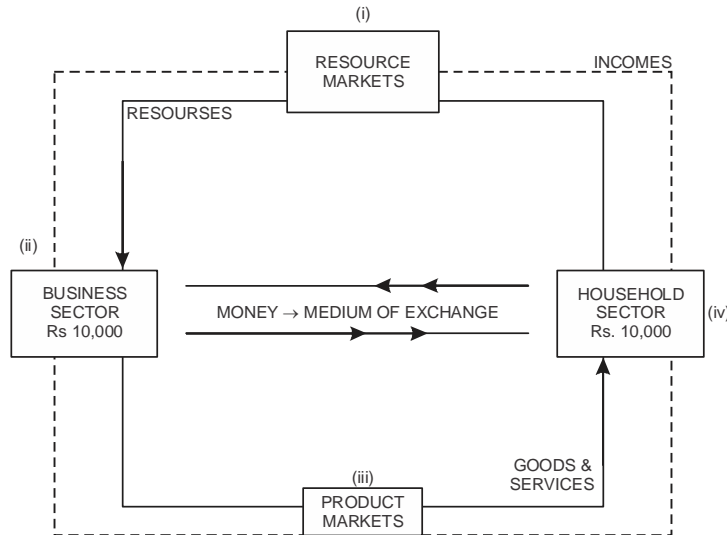 (i)
RESOURCE
MARKETS
INCOMES
RESOURSES
(ii)
BUSINESS
SECTOR
Rs 10,000
MONEY → MEDIUM OF EXCHANGE
HOUSEHOLD
SECTOR
Rs. 10,000
(iv)
GOODS &
SERVICES
(iii)
PRODUCT
MARKETS